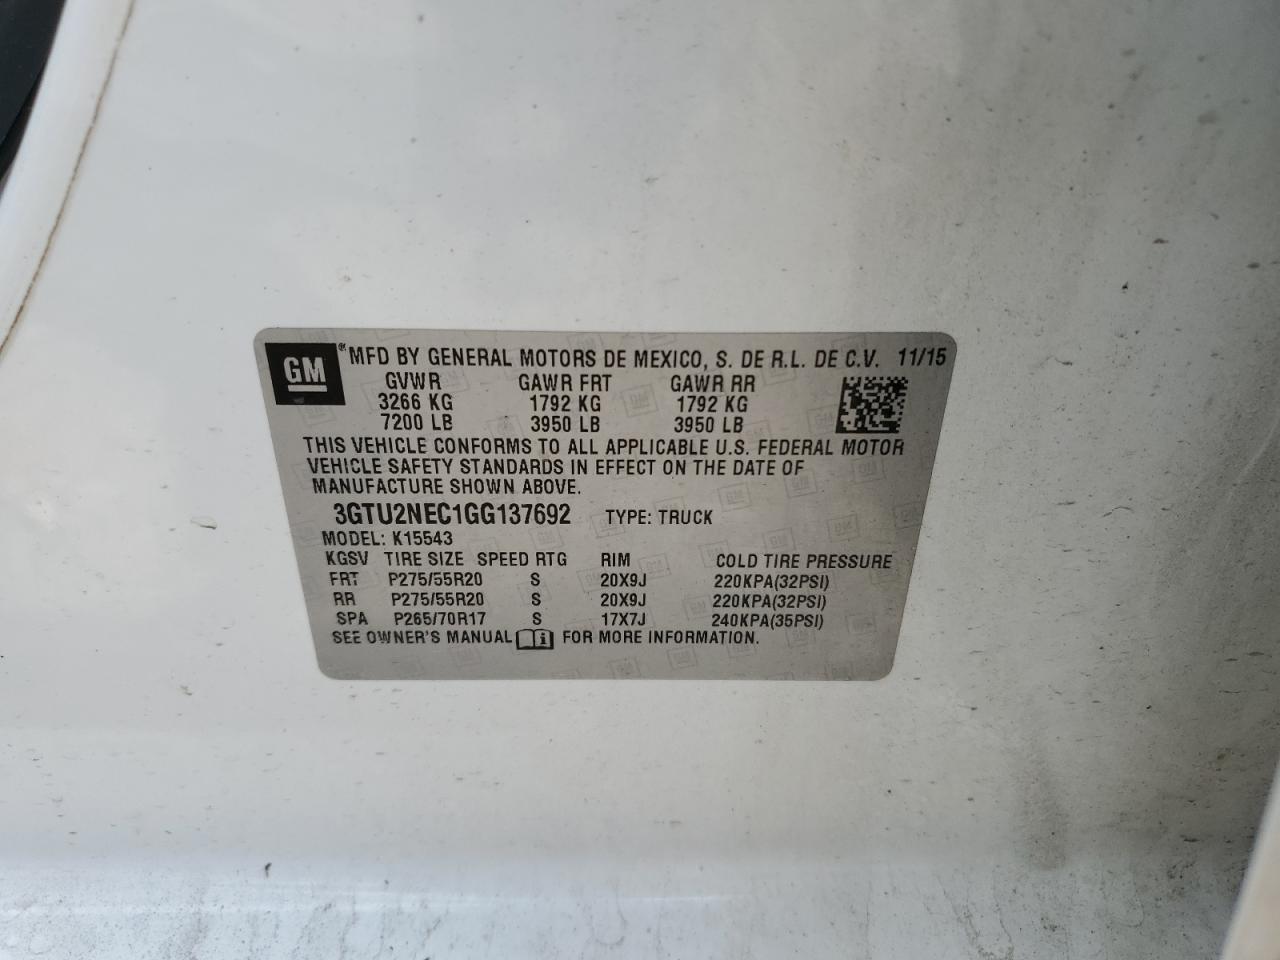 GM ® MFD BY GENERAL MOTORS DE MEXICO, S. DE R.L. DE C.V. 11/15
GVWR GAWR FRT GAWR RR
3266 KG 1792 KG 1792 KG
7200 LB 3950 LB 3950 LB
THIS VEHICLE CONFORMS TO ALL APPLICABLE U.S. FEDERAL MOTOR
VEHICLE SAFETY STANDARDS IN EFFECT ON THE DATE OF
MANUFACTURE SHOWN ABOVE.
3GTU2NEC1GG137692 TYPE: TRUCK
MODEL: K15543
KGSV TIRE SIZE SPEED RTG RIM COLD TIRE PRESSURE
FRT P275/55R20 S 20X9J 220KPA(32PSI)
RR P275/55R20 S 20X9J 220KPA(32PSI)
SPA P265/70R17 S 17X7J 240KPA(35PSI)
SEE OWNER'S MANUAL i FOR MORE INFORMATION.